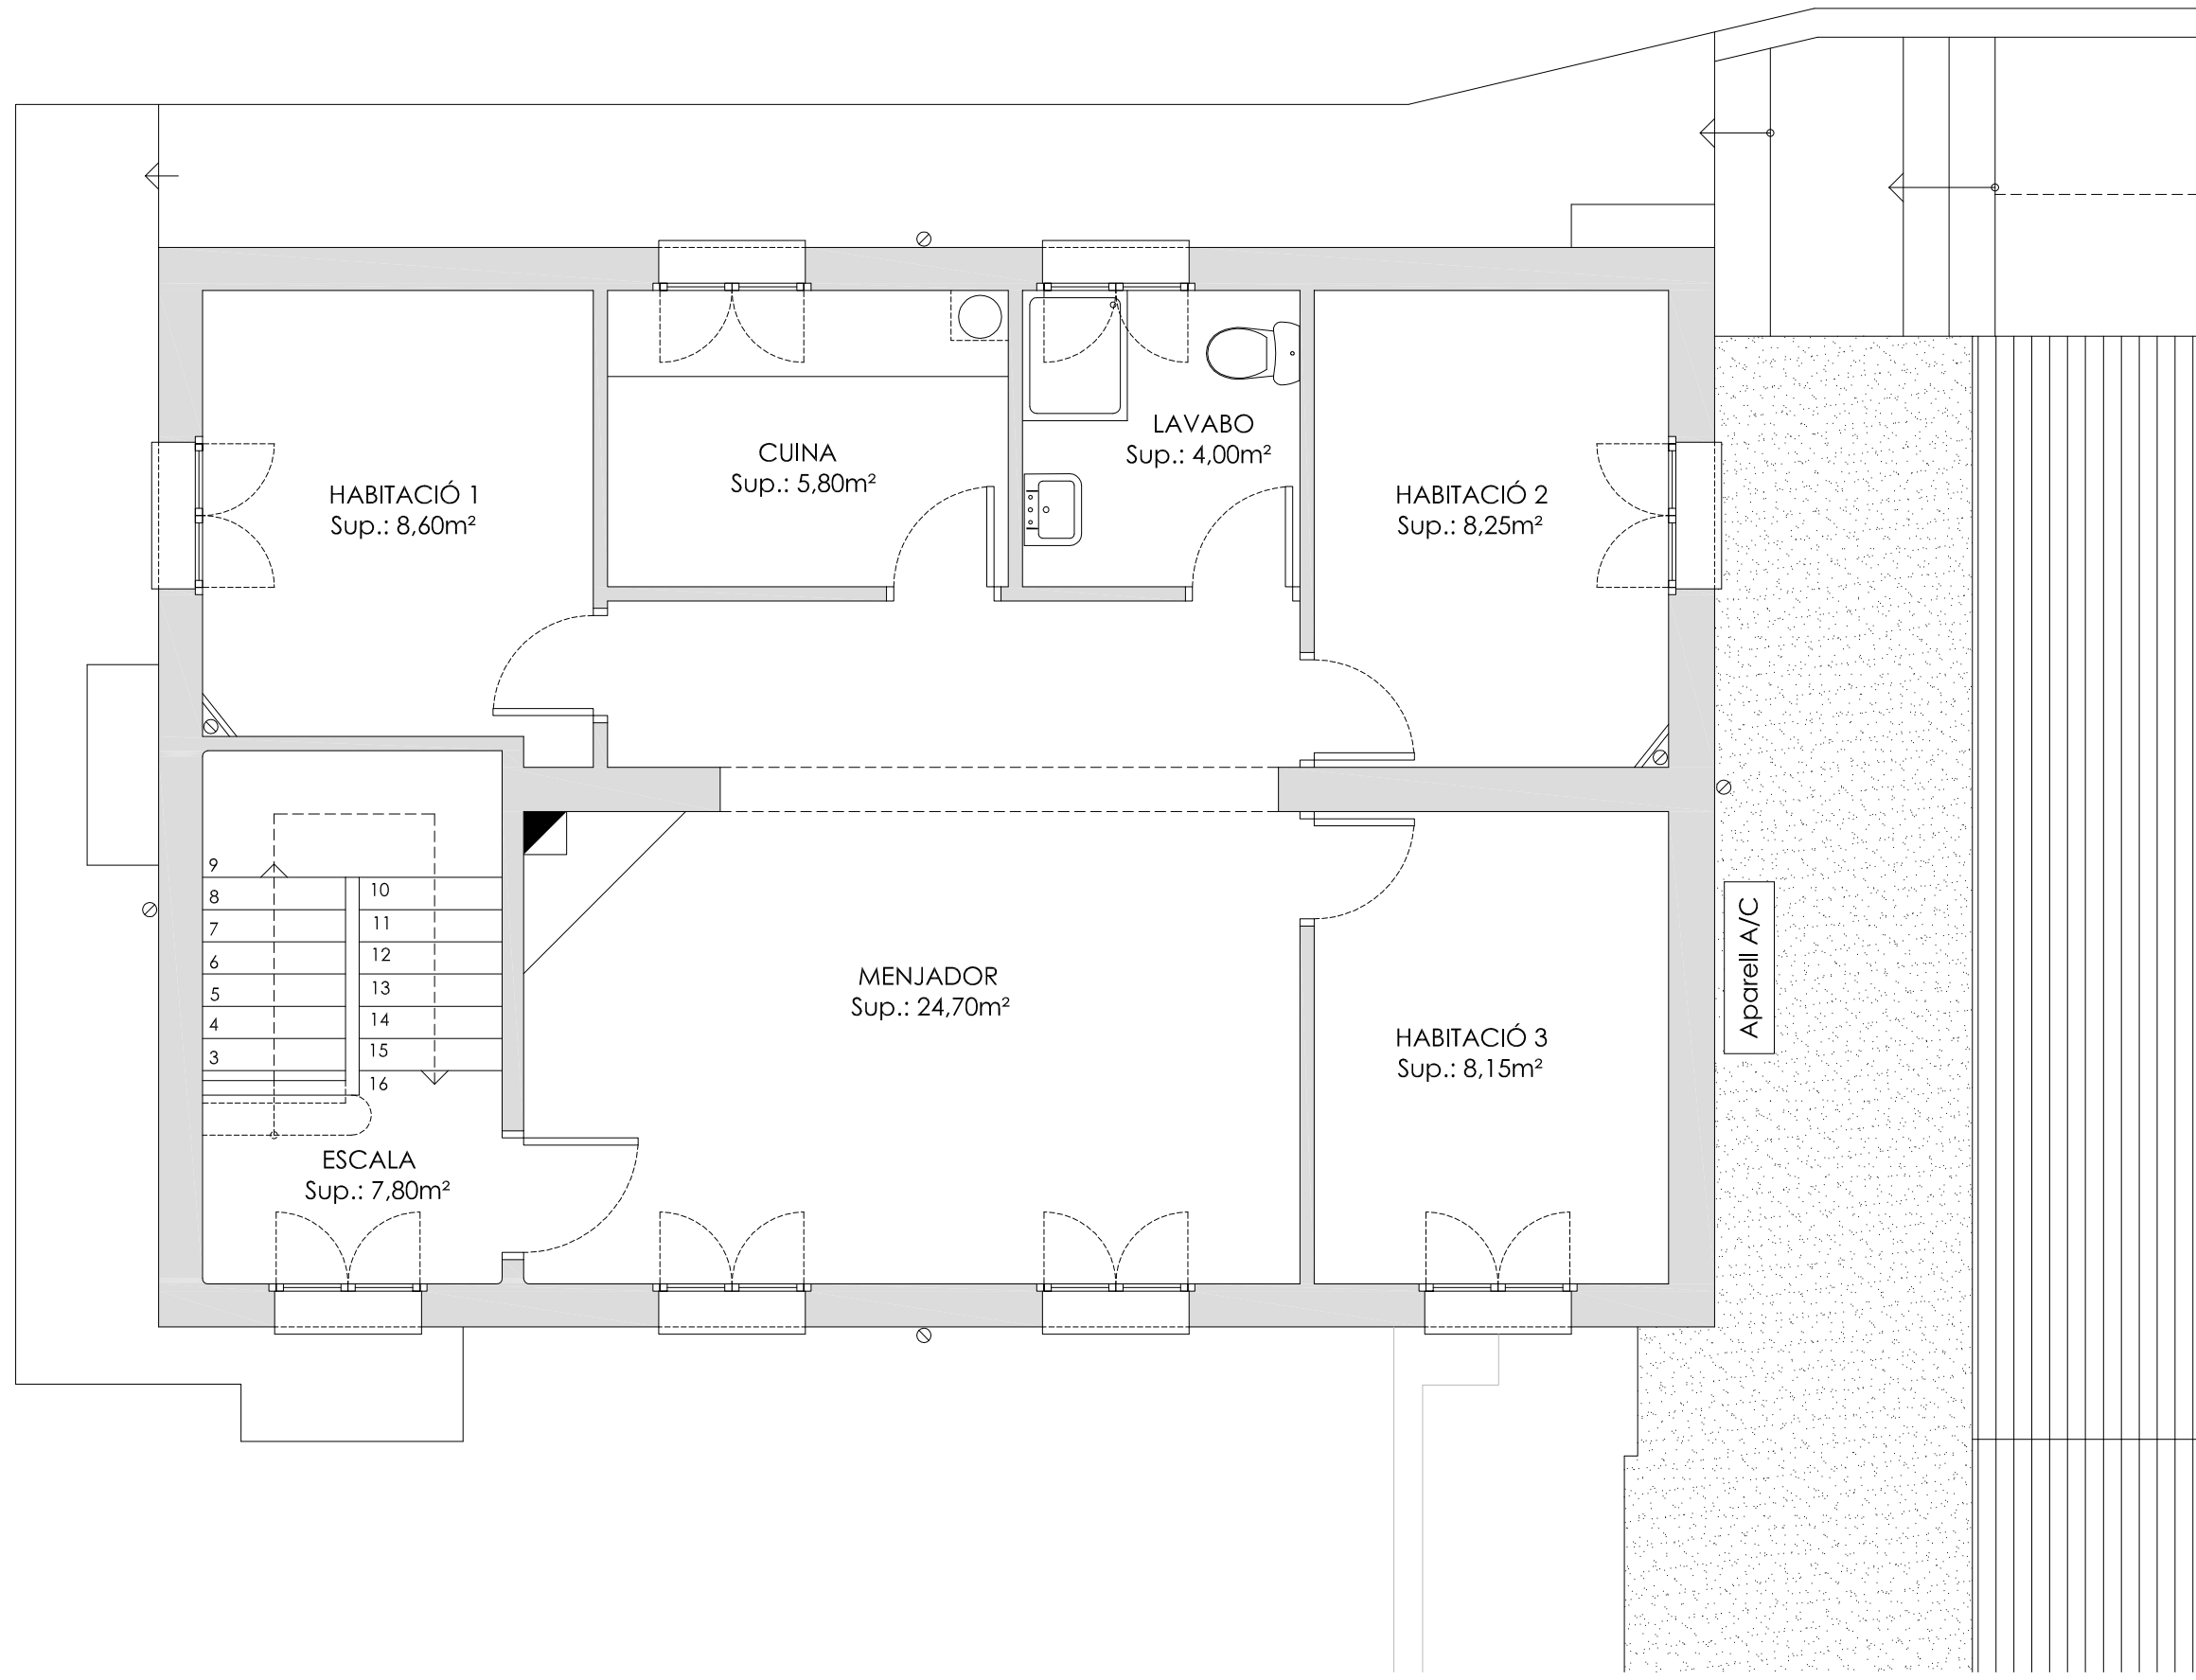 LAVABO
Sup.: 4,00m²
CUINA
Sup.: 5,80m²
HABITACIÓ 1
Sup.: 8,60m²
HABITACIÓ 2
Sup.: 8,25m²
9
8
7
6
5
4
3
10
11
12
13
14
15
16
MENJADOR
Sup.: 24,70m²
Aparell A/C
HABITACIÓ 3
Sup.: 8,15m²
ESCALA
Sup.: 7,80m²